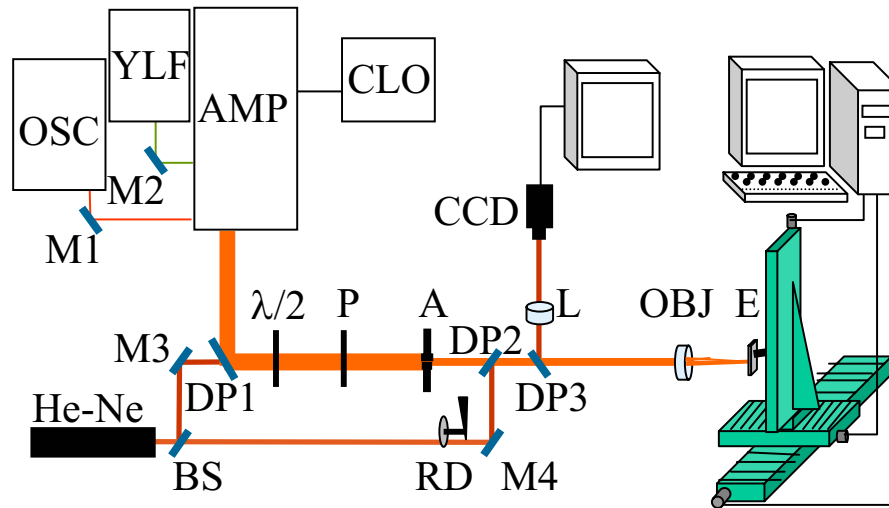 YLF
OSC
AMP
CLO
M2
M1
CCD
λ/2
P
A
L
OBJ
E
M3
DP2
DP1
DP3
He-Ne
BS
RD
M4